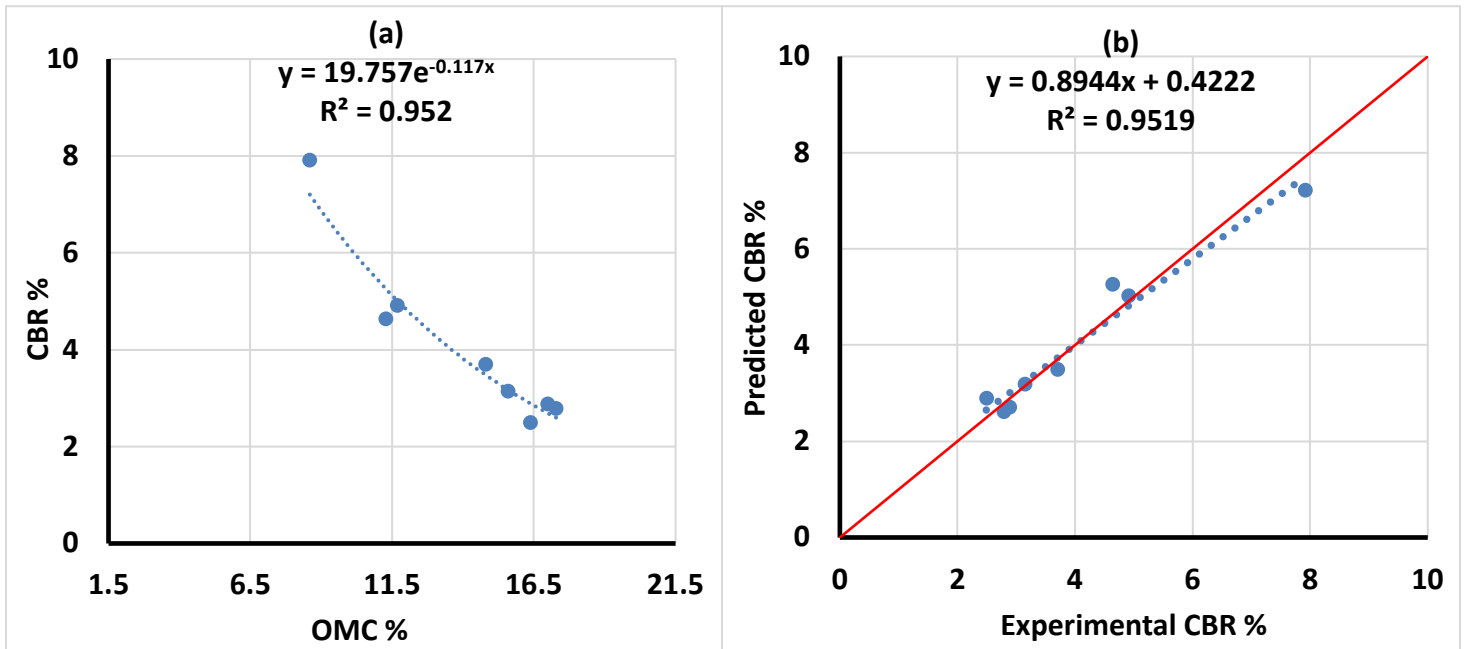 (a)
y = 19.757e^-0.117x
R² = 0.952
CBR %
10
8
6
4
2
0
1.5 6.5 11.5 16.5 21.5
OMC %
(b)
y = 0.8944x + 0.4222
R² = 0.9519
Predicted CBR %
10
8
6
4
2
0
0 2 4 6 8 10
Experimental CBR %